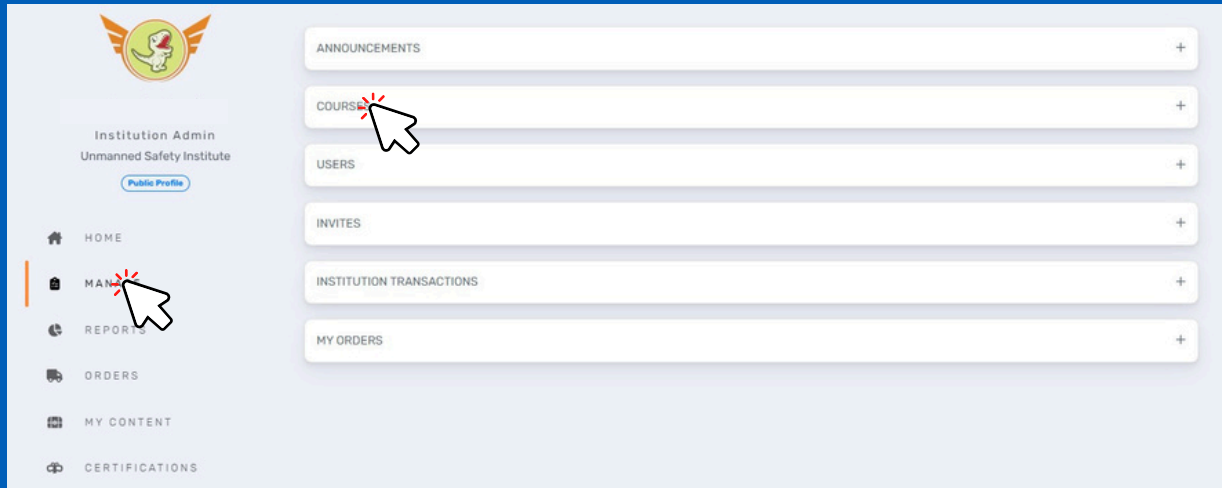 Institution Admin
Unmanned Safety Institute
Public Profile
HOME
REPORTS
ORDERS
MY CONTENT
CERTIFICATIONS
ANNOUNCEMENTS
+
COURSES
+
USERS
+
INVITES
+
INSTITUTION TRANSACTIONS
+
MY ORDERS
+